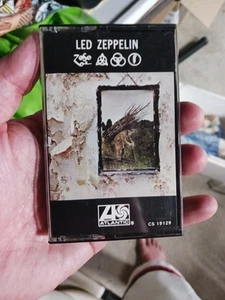 LED ZEPPELIN
ATLANTIC
CS 19129